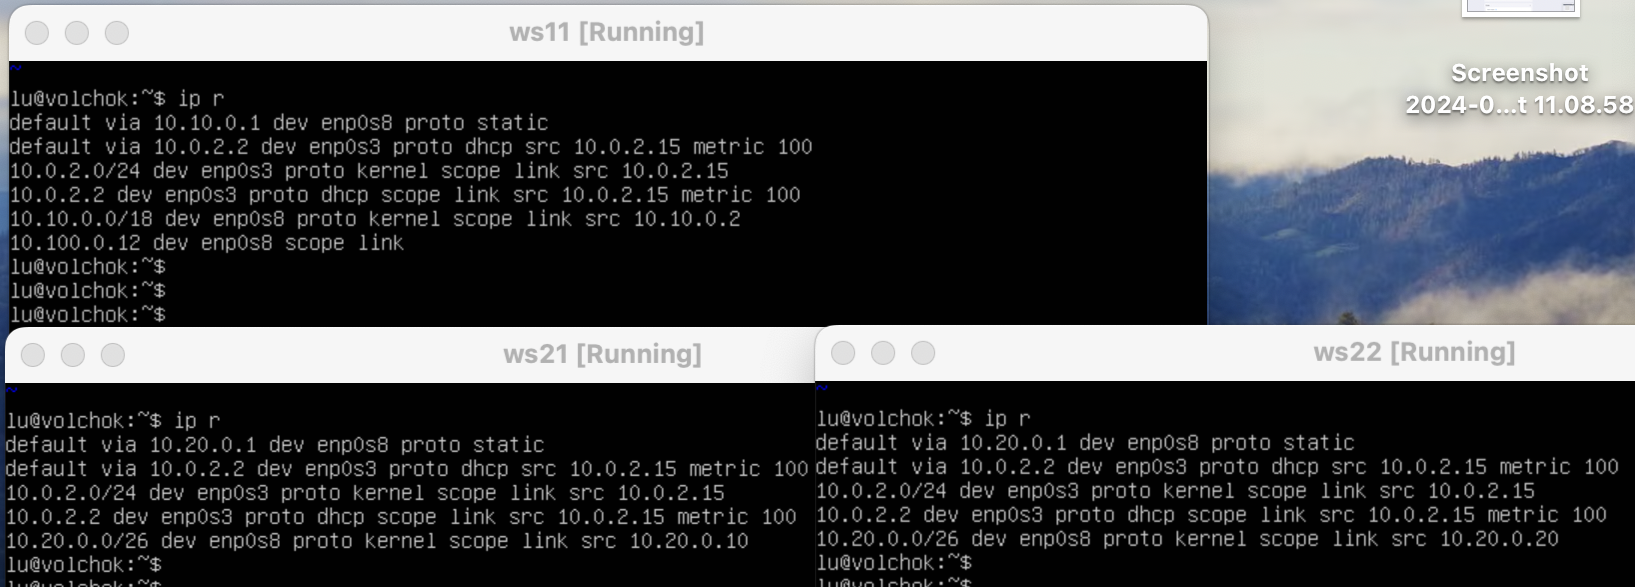 ws11 [Running]
~
lu@volchok:~$ ip r
default via 10.10.0.1 dev enp0s8 proto static
default via 10.0.2.2 dev enp0s3 proto dhcp src 10.0.2.15 metric 100
10.0.2.0/24 dev enp0s3 proto kernel scope link src 10.0.2.15
10.0.2.2 dev enp0s3 proto dhcp scope link src 10.0.2.15 metric 100
10.10.0.0/18 dev enp0s8 proto kernel scope link src 10.10.0.2
10.100.0.12 dev enp0s8 scope link
lu@volchok:~$
lu@volchok:~$
lu@volchok:~$
Screenshot
2024-0...t 11.08.58
ws21 [Running]
~
lu@volchok:~$ ip r
default via 10.20.0.1 dev enp0s8 proto static
default via 10.0.2.2 dev enp0s3 proto dhcp src 10.0.2.15 metric 100
10.0.2.0/24 dev enp0s3 proto kernel scope link src 10.0.2.15
10.0.2.2 dev enp0s3 proto dhcp scope link src 10.0.2.15 metric 100
10.20.0.0/26 dev enp0s8 proto kernel scope link src 10.20.0.10
lu@volchok:~$
lu@volchok:~$
ws22 [Running]
~
lu@volchok:~$ ip r
default via 10.20.0.1 dev enp0s8 proto static
default via 10.0.2.2 dev enp0s3 proto dhcp src 10.0.2.15 metric 100
10.0.2.0/24 dev enp0s3 proto kernel scope link src 10.0.2.15
10.0.2.2 dev enp0s3 proto dhcp scope link src 10.0.2.15 metric 100
10.20.0.0/26 dev enp0s8 proto kernel scope link src 10.20.0.20
lu@volchok:~$
lu@volchok:~$